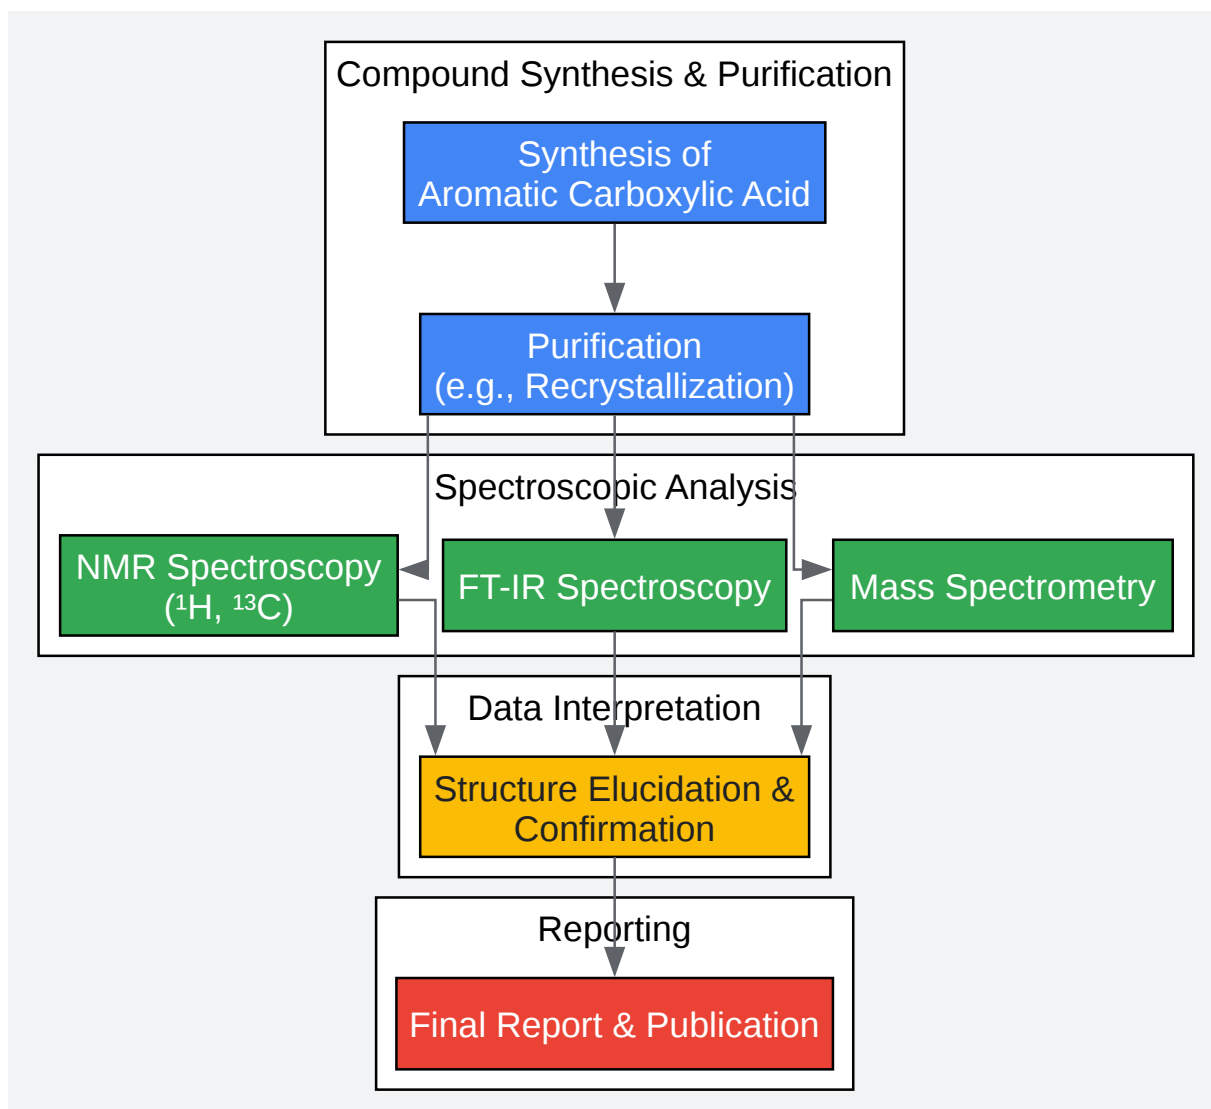 Compound Synthesis & Purification
Synthesis of
Aromatic Carboxylic Acid
Purification
(e.g., Recrystallization)
Spectroscopic Analysis
NMR Spectroscopy
(¹H, ¹³C)
FT-IR Spectroscopy
Mass Spectrometry
Data Interpretation
Structure Elucidation &
Confirmation
Reporting
Final Report & Publication